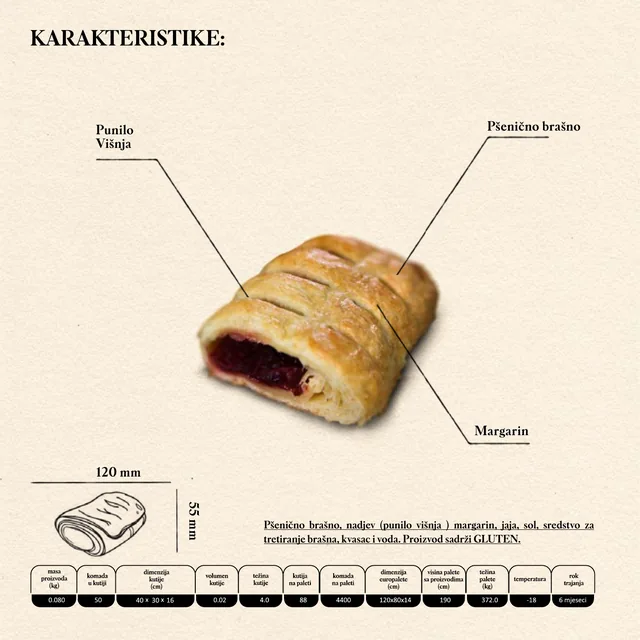 KARAKTERISTIKE:
Punilo
Višnja
Pšenično brašno
Margarin
120 mm
55 mm
Pšenično brašno, nadjev (punilo višnja ) margarin, jaja, sol, sredstvo za
tretiranje brašna, kvasac i voda. Proizvod sadrži GLUTEN.
masa proizvoda (kg)
komada u kutiji
dimenzija kutije (cm)
volumen kutije
težina kutije
kutija na paleti
komada na paleti
dimenzija europalete (cm)
visina palete sa proizvodima (cm)
težina palete (kg)
temperatura
rok trajanja
0.080 50 40 × 30 × 16 0.02 4.0 88 4400 120x80x14 190 372.0 -18 6 mjeseci